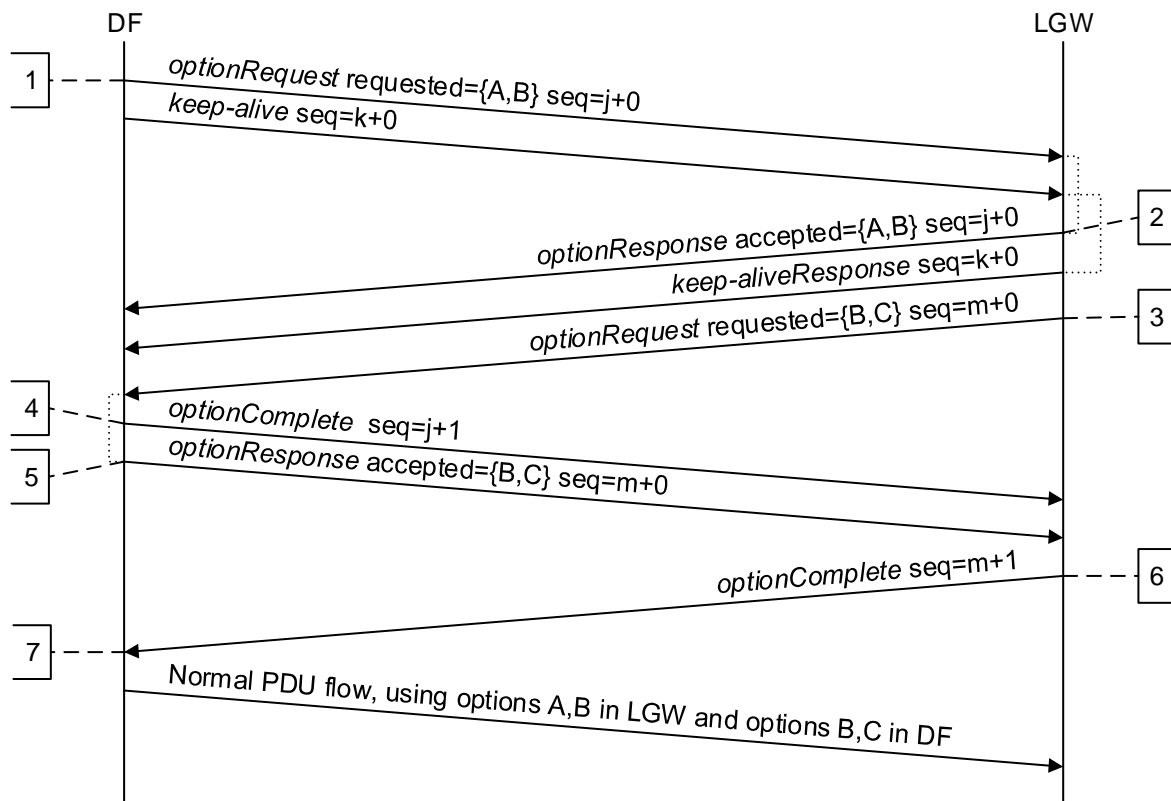 DF
LGW
1
optionRequest requested={A,B} seq=j+0
keep-alive seq=k+0
2
optionResponse accepted={A,B} seq=j+0
keep-aliveResponse seq=k+0
3
optionRequest requested={B,C} seq=m+0
4
optionComplete seq=j+1
5
optionResponse accepted={B,C} seq=m+0
6
optionComplete seq=m+1
7
Normal PDU flow, using options A,B in LGW and options B,C in DF